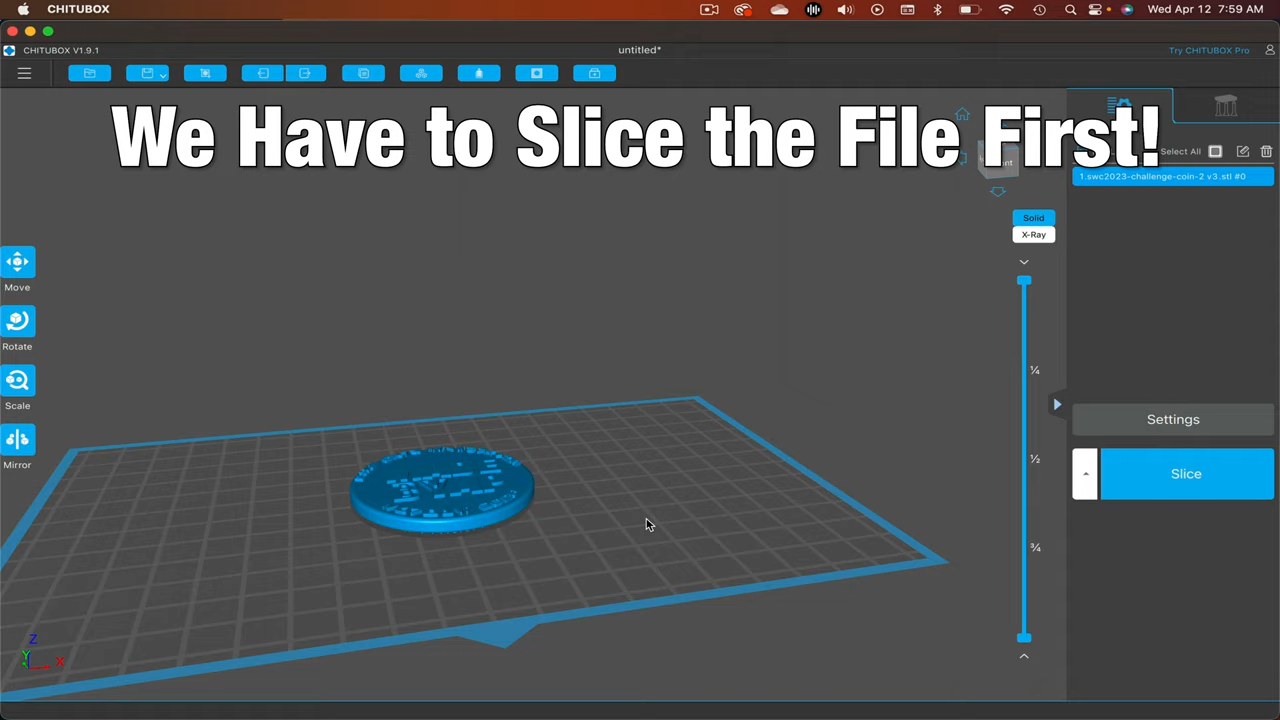 CHITUBOX
Wed Apr 12 7:59 AM
CHITUBOX V1.9.1
untitled*
Try CHITUBOX Pro
We Have to Slice the File First!
Select All
1.swc2023-challenge-coin-2 v3.stl #0
Solid
X-Ray
Move
Rotate
Scale
Mirror
¼
½
¾
Settings
Slice
Z
Y
X